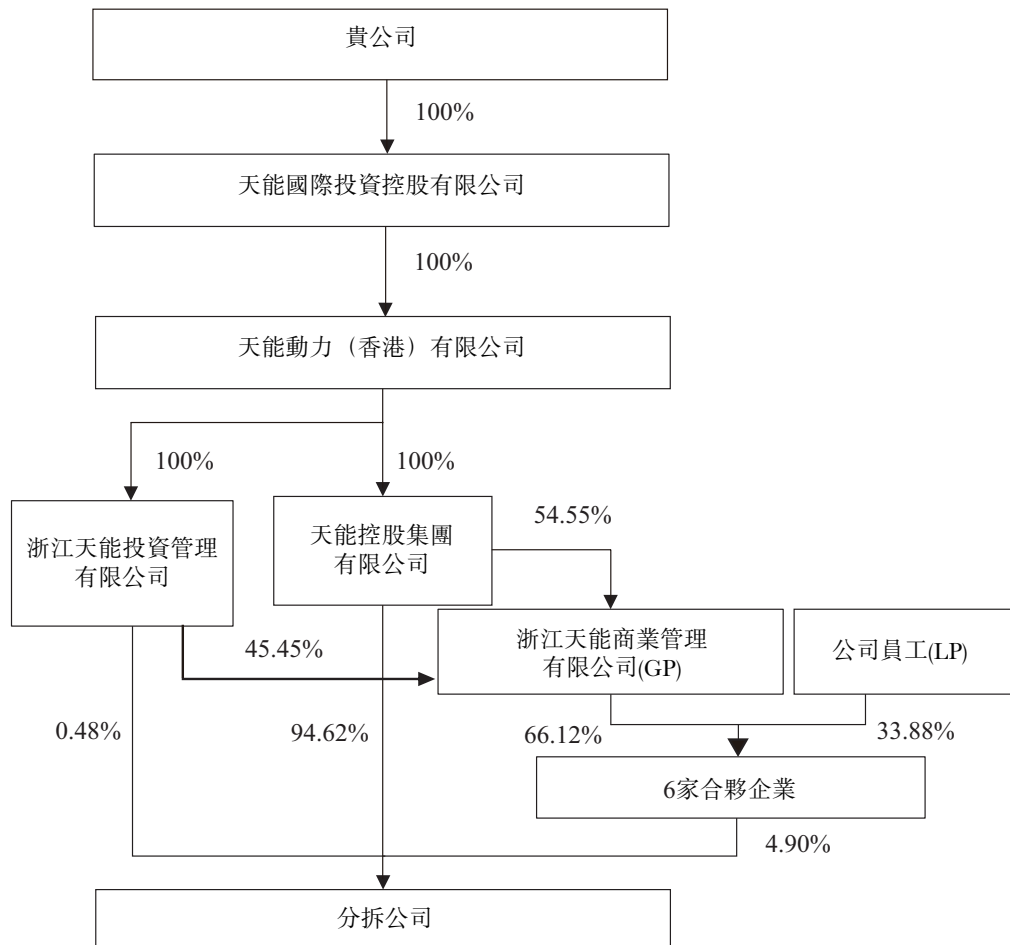 貴公司
100%
天能國際投資控股有限公司
100%
天能動力（香港）有限公司
100%
100%
浙江天能投資管理
有限公司
天能控股集團
有限公司
54.55%
45.45%
浙江天能商業管理
有限公司(GP)
公司員工(LP)
0.48%
94.62%
66.12%
33.88%
6家合夥企業
4.90%
分拆公司